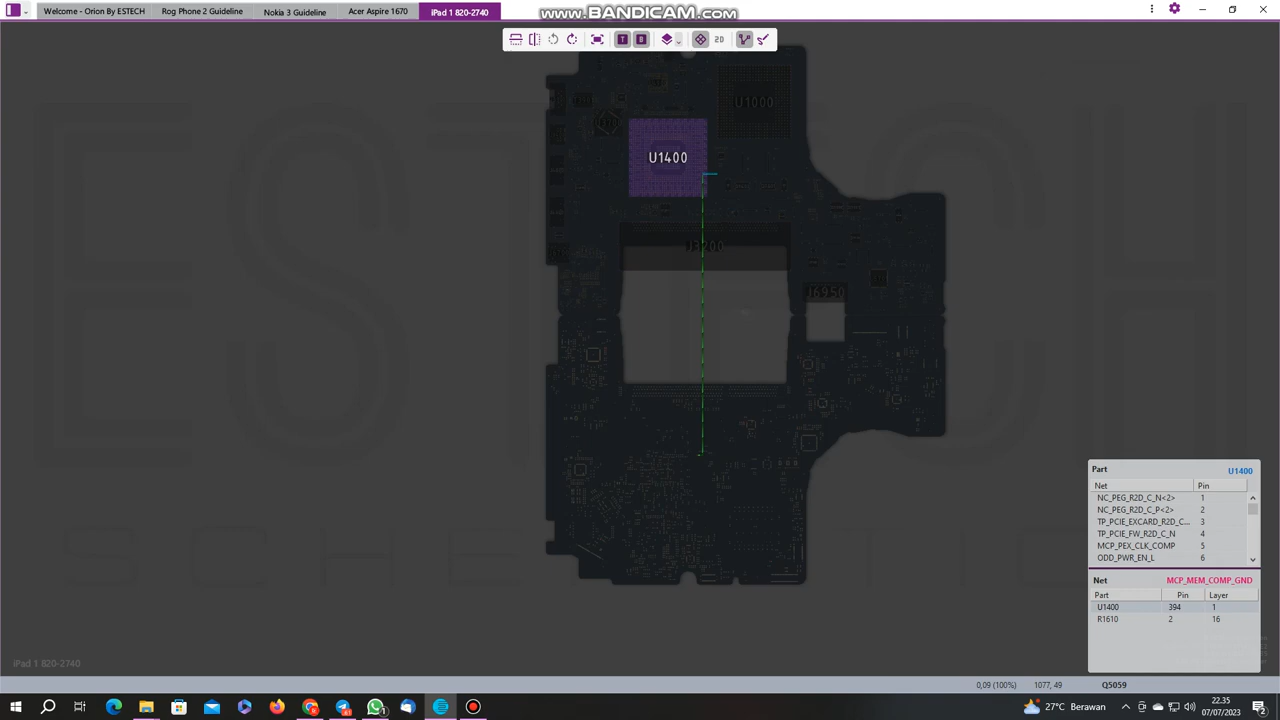 Welcome - Orion By ESTECH
Rog Phone 2 Guideline
Nokia 3 Guideline
Acer Aspire 1670
iPad 1 820-2740
www.BANDICAM.com
T
B
2D
U1000
U1400
J3200
J6950
Part
U1400
Net Pin
NC_PEG_R2D_C_N<2> 1
NC_PEG_R2D_C_P<2> 2
TP_PCIE_EXCARD_R2D_C... 3
TP_PCIE_FW_R2D_C_N 4
MCP_PEX_CLK_COMP 5
ODD_PWR_EN_L 6
Net MCP_MEM_COMP_GND
Part Pin Layer
U1400 394 1
R1610 2 16
ESTECH
iPad 1 820-2740
0,09 (100%) 1077, 49 Q5059
27°C Berawan
22.35
07/07/2023